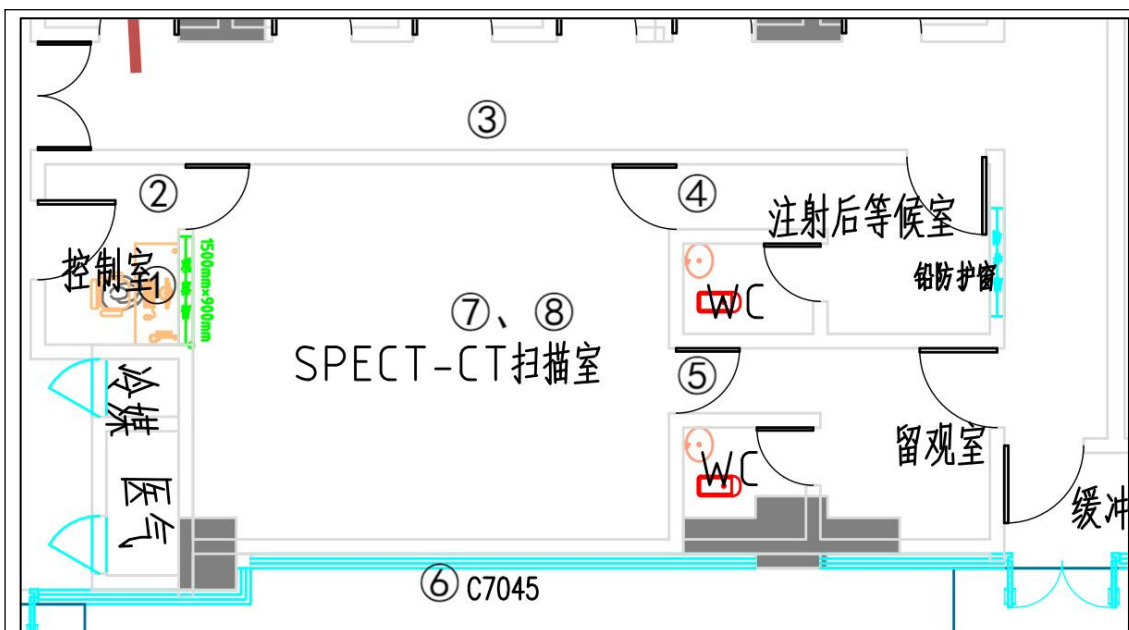 ③
②
④
注射后等候室
控制室
①
1500mm×900mm
铅防护窗
WC
⑦、⑧
SPECT-CT扫描室
⑤
冷媒
留观室
WC
医气
缓冲
⑥ C7045